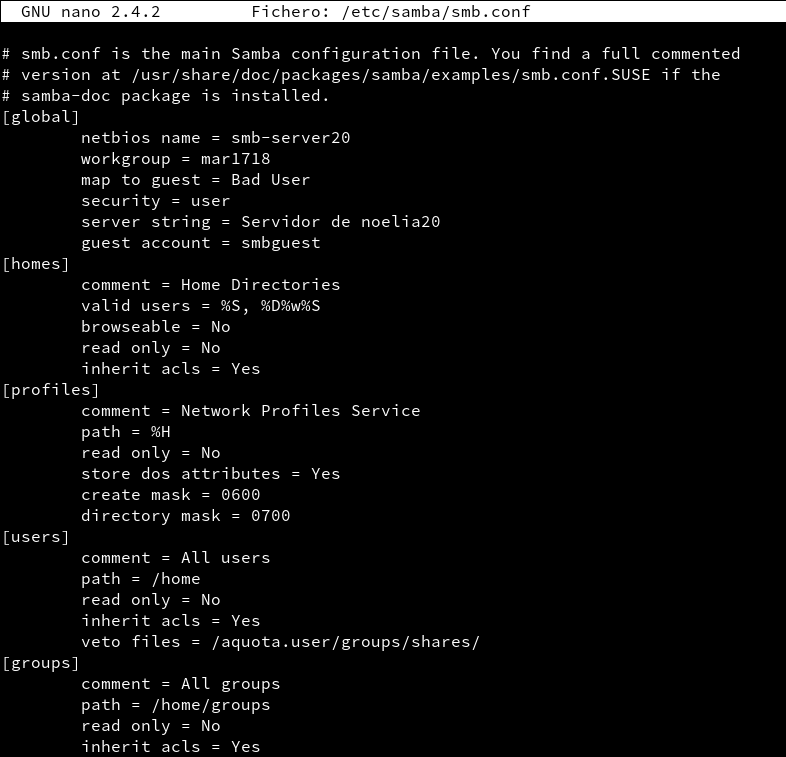 GNU nano 2.4.2 Fichero: /etc/samba/smb.conf
# smb.conf is the main Samba configuration file. You find a full commented
# version at /usr/share/doc/packages/samba/examples/smb.conf.SUSE if the
# samba-doc package is installed.
[global]
netbios name = smb-server20
workgroup = mar1718
map to guest = Bad User
security = user
server string = Servidor de noelia20
guest account = smbguest
[homes]
comment = Home Directories
valid users = %S, %D%w%S
browseable = No
read only = No
inherit acls = Yes
[profiles]
comment = Network Profiles Service
path = %H
read only = No
store dos attributes = Yes
create mask = 0600
directory mask = 0700
[users]
comment = All users
path = /home
read only = No
inherit acls = Yes
veto files = /aquota.user/groups/shares/
[groups]
comment = All groups
path = /home/groups
read only = No
inherit acls = Yes